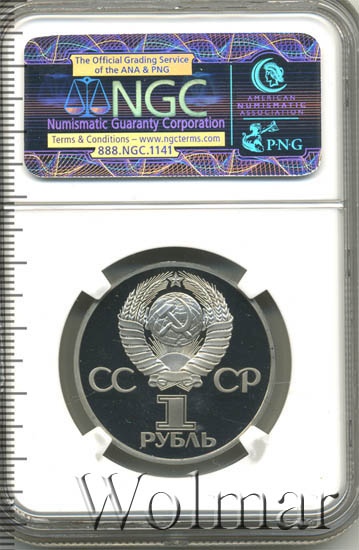 The Official Grading Service
of the ANA & PNG
NGC
Numismatic Guaranty Corporation
Terms & Conditions – www.ngcterms.com
888.NGC.1141
AMERICAN
NUMISMATIC
ASSOCIATION
P·N·G
СС СР
1
РУБЛЬ
Wolmar